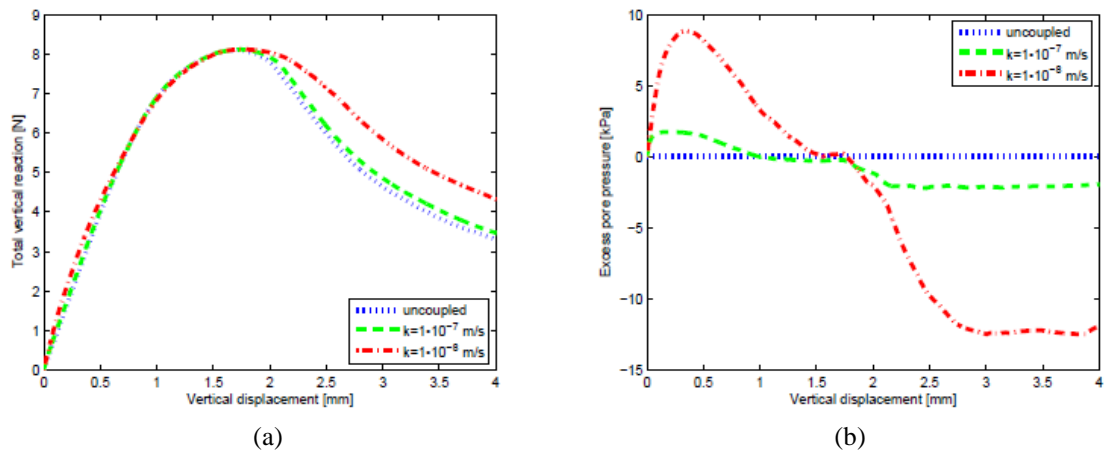 9
8
7
6
5
4
3
2
1
0
Total vertical reaction [N]
uncoupled
k=1•10⁻⁷ m/s
k=1•10⁻⁸ m/s
0 0.5 1 1.5 2 2.5 3 3.5 4
Vertical displacement [mm]
(a)
10
5
0
−5
−10
−15
Excess pore pressure [kPa]
uncoupled
k=1•10⁻⁷ m/s
k=1•10⁻⁸ m/s
0 0.5 1 1.5 2 2.5 3 3.5 4
Vertical displacement [mm]
(b)